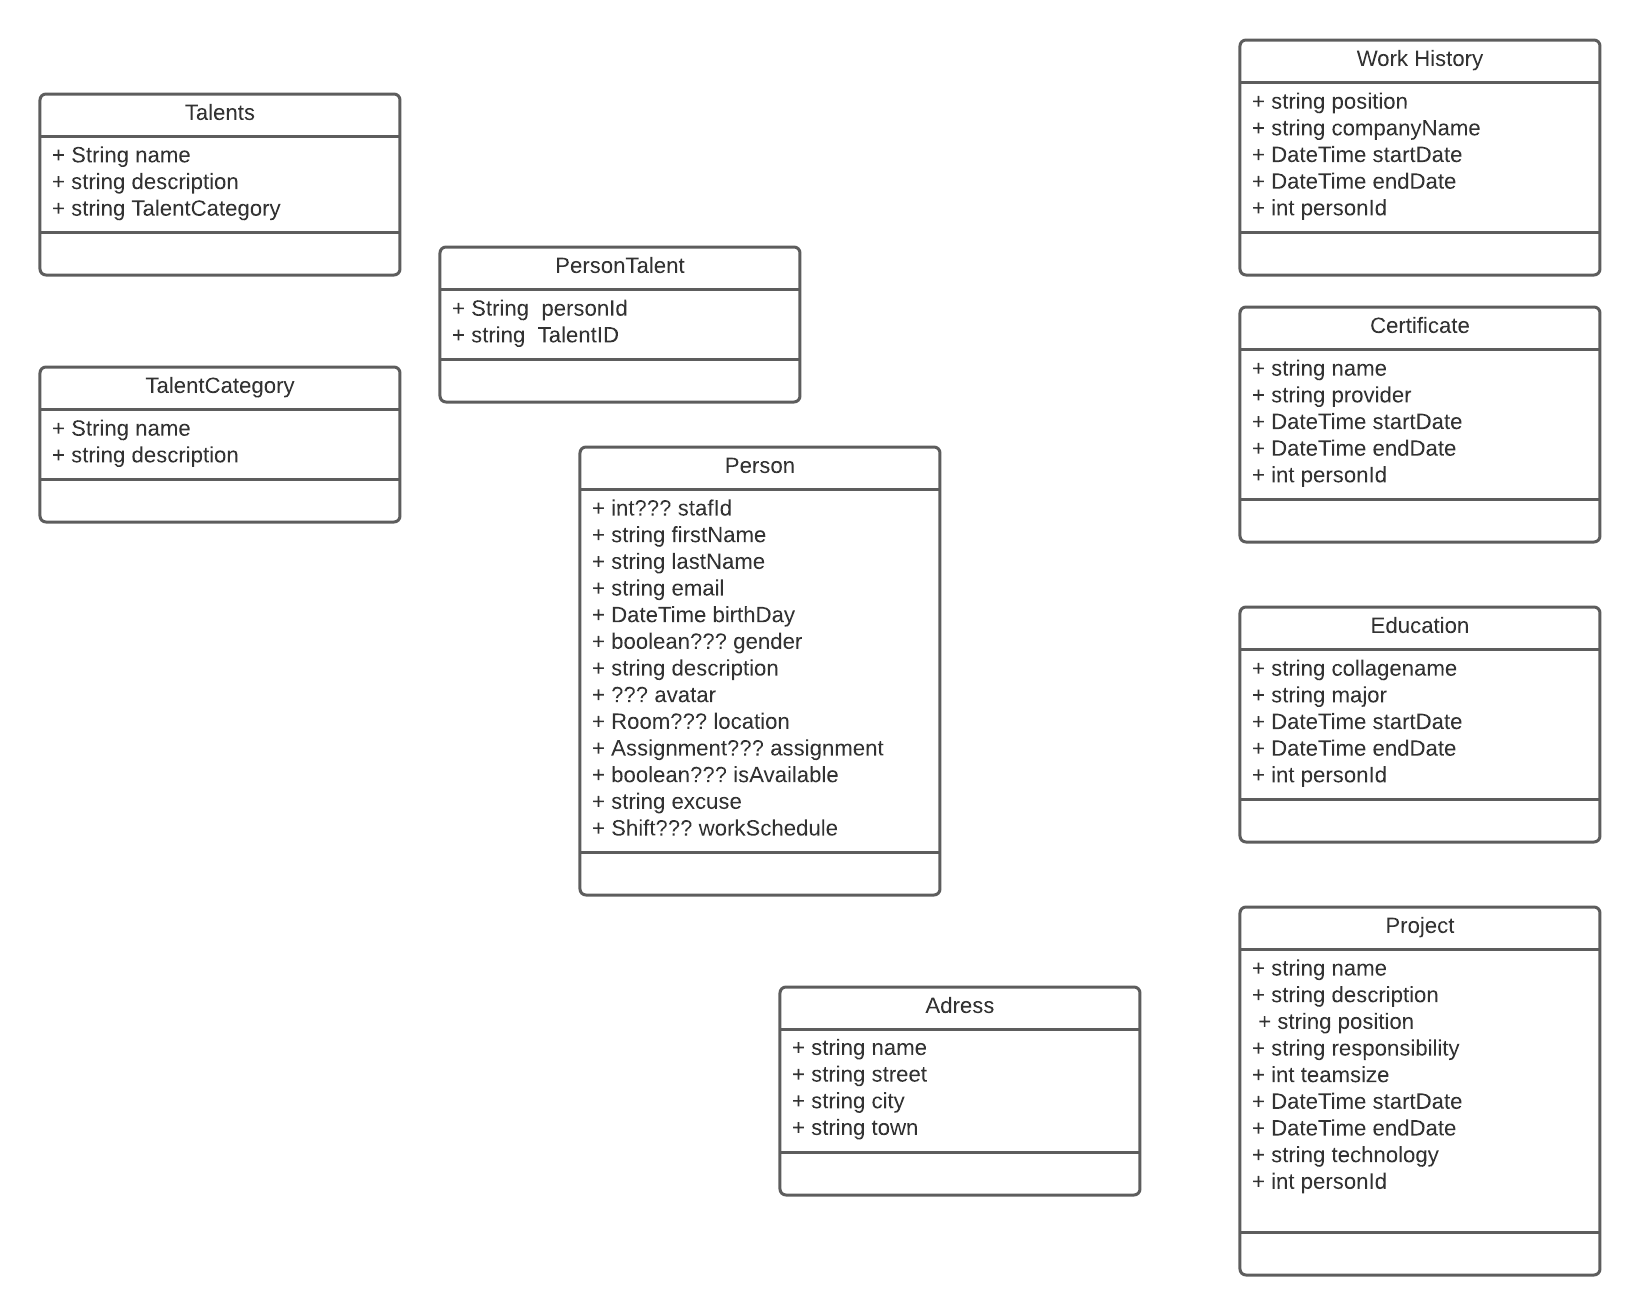 Talents
+ String name
+ string description
+ string TalentCategory
TalentCategory
+ String name
+ string description
PersonTalent
+ String  personId
+ string  TalentID
Person
+ int??? stafId
+ string firstName
+ string lastName
+ string email
+ DateTime birthDay
+ boolean??? gender
+ string description
+ ??? avatar
+ Room??? location
+ Assignment??? assignment
+ boolean??? isAvailable
+ string excuse
+ Shift??? workSchedule
Adress
+ string name
+ string street
+ string city
+ string town
Work History
+ string position
+ string companyName
+ DateTime startDate
+ DateTime endDate
+ int personId
Certificate
+ string name
+ string provider
+ DateTime startDate
+ DateTime endDate
+ int personId
Education
+ string collagename
+ string major
+ DateTime startDate
+ DateTime endDate
+ int personId
Project
+ string name
+ string description
+ string position
+ string responsibility
+ int teamsize
+ DateTime startDate
+ DateTime endDate
+ string technology
+ int personId